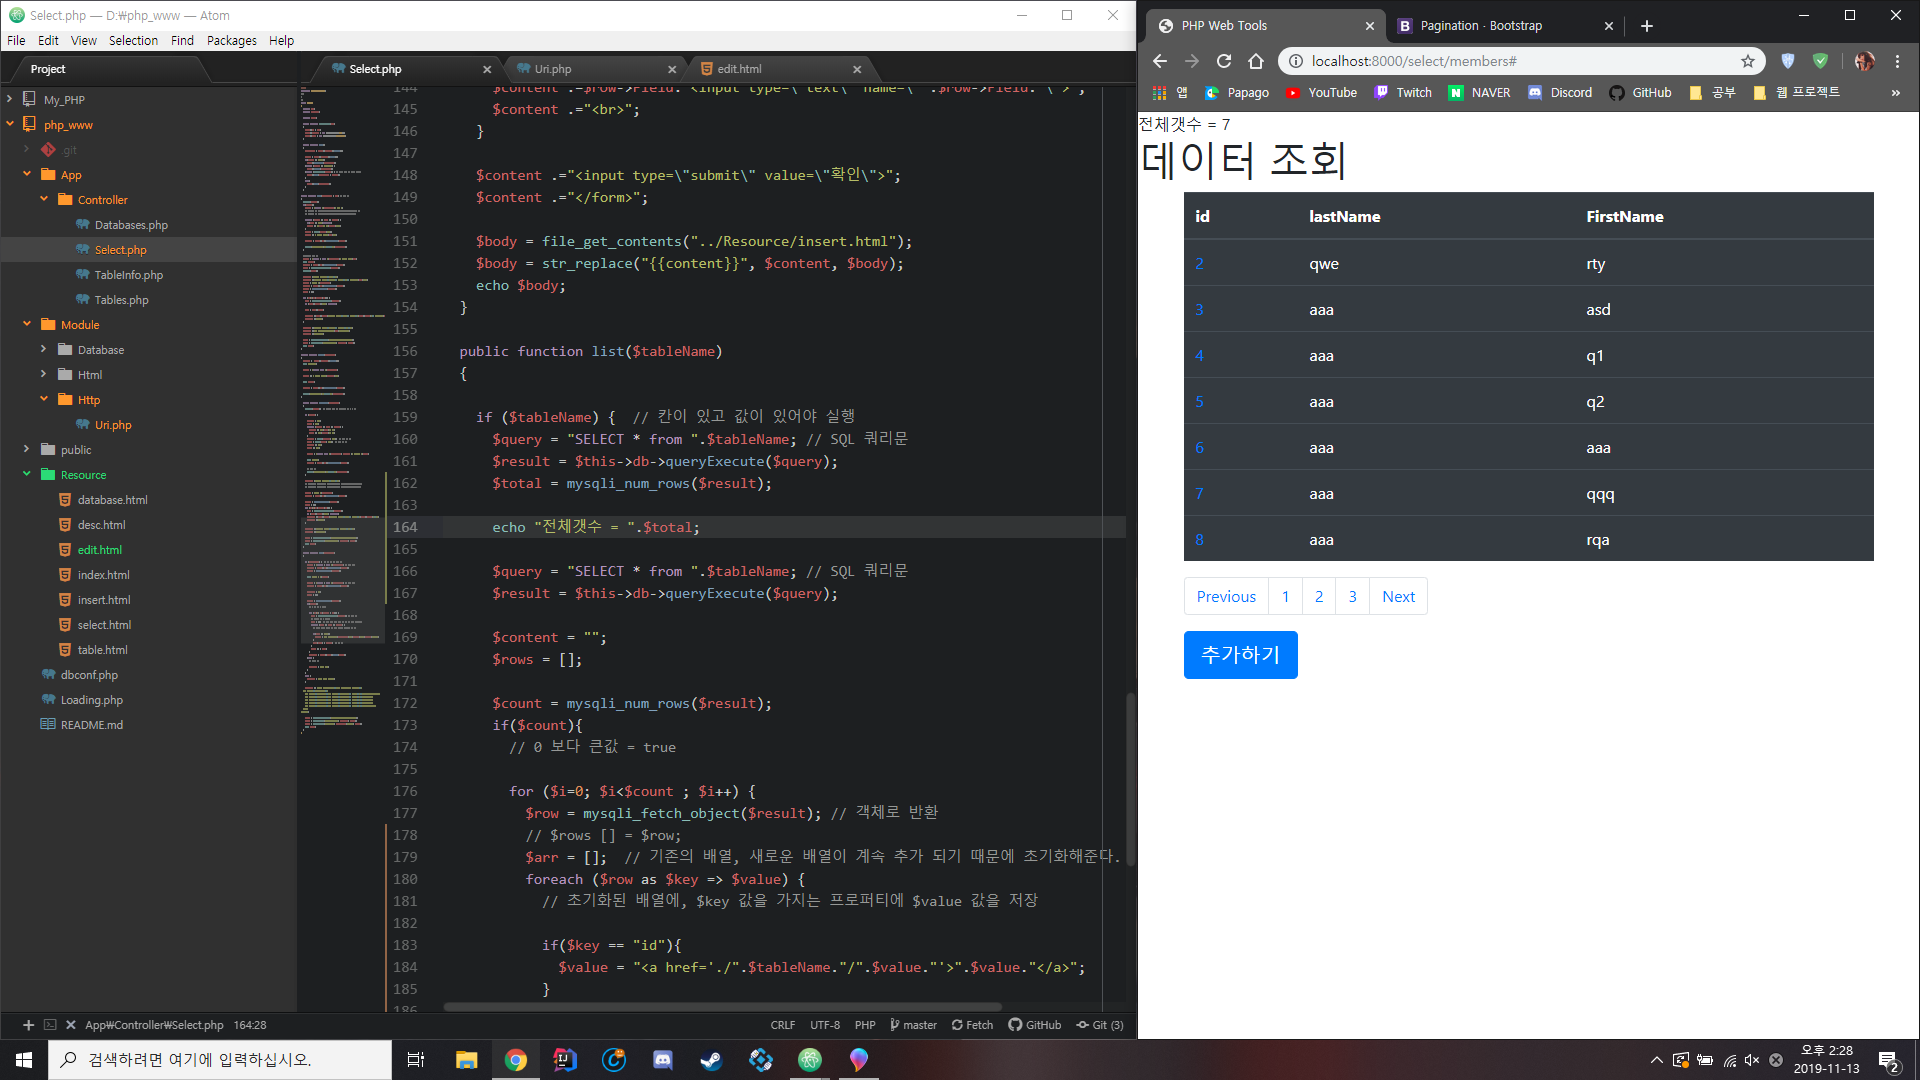 Select.php — D:₩php_www — Atom
File Edit View Selection Find Packages Help
Project
My_PHP
php_www
.git
App
Controller
Databases.php
Select.php
TableInfo.php
Tables.php
Module
Database
Html
Http
Uri.php
public
Resource
database.html
desc.html
edit.html
index.html
insert.html
select.html
table.html
dbconf.php
Loading.php
README.md
Select.php Uri.php edit.html
144 $content .=$row->Field."<input type=\"text\" name=\"".$row->Field."\">";
145 $content .="<br>";
146 }
147
148 $content .="<input type=\"submit\" value=\"확인\">";
149 $content .="</form>";
150
151 $body = file_get_contents("../Resource/insert.html");
152 $body = str_replace("{{content}}", $content, $body);
153 echo $body;
154 }
155
156 public function list($tableName)
157 {
158
159 if ($tableName) { // 칸이 있고 값이 있어야 실행
160 $query = "SELECT * from ".$tableName; // SQL 쿼리문
161 $result = $this->db->queryExecute($query);
162 $total = mysqli_num_rows($result);
163
164 echo "전체갯수 = ".$total;
165
166 $query = "SELECT * from ".$tableName; // SQL 쿼리문
167 $result = $this->db->queryExecute($query);
168
169 $content = "";
170 $rows = [];
171
172 $count = mysqli_num_rows($result);
173 if($count){
174 // 0 보다 큰값 = true
175
176 for ($i=0; $i<$count ; $i++) {
177 $row = mysqli_fetch_object($result); // 객체로 반환
178 // $rows [] = $row;
179 $arr = []; // 기존의 배열, 새로운 배열이 계속 추가 되기 때문에 초기화해준다.
180 foreach ($row as $key => $value) {
181 // 초기화된 배열에, $key 값을 가지는 프로퍼티에 $value 값을 저장
182
183 if($key == "id"){
184 $value = "<a href='./".$tableName."/".$value."'>".$value."</a>";
185 }
186
App₩Controller₩Select.php 164:28
CRLF UTF-8 PHP master Fetch GitHub Git (3)
PHP Web Tools
Pagination · Bootstrap
localhost:8000/select/members#
앱 Papago YouTube Twitch NAVER Discord GitHub 공부 웹 프로젝트 »
전체갯수 = 7
데이터 조회
id lastName FirstName
2 qwe rty
3 aaa asd
4 aaa q1
5 aaa q2
6 aaa aaa
7 aaa qqq
8 aaa rqa
Previous 1 2 3 Next
추가하기
검색하려면 여기에 입력하십시오.
오후 2:28
2019-11-13
2